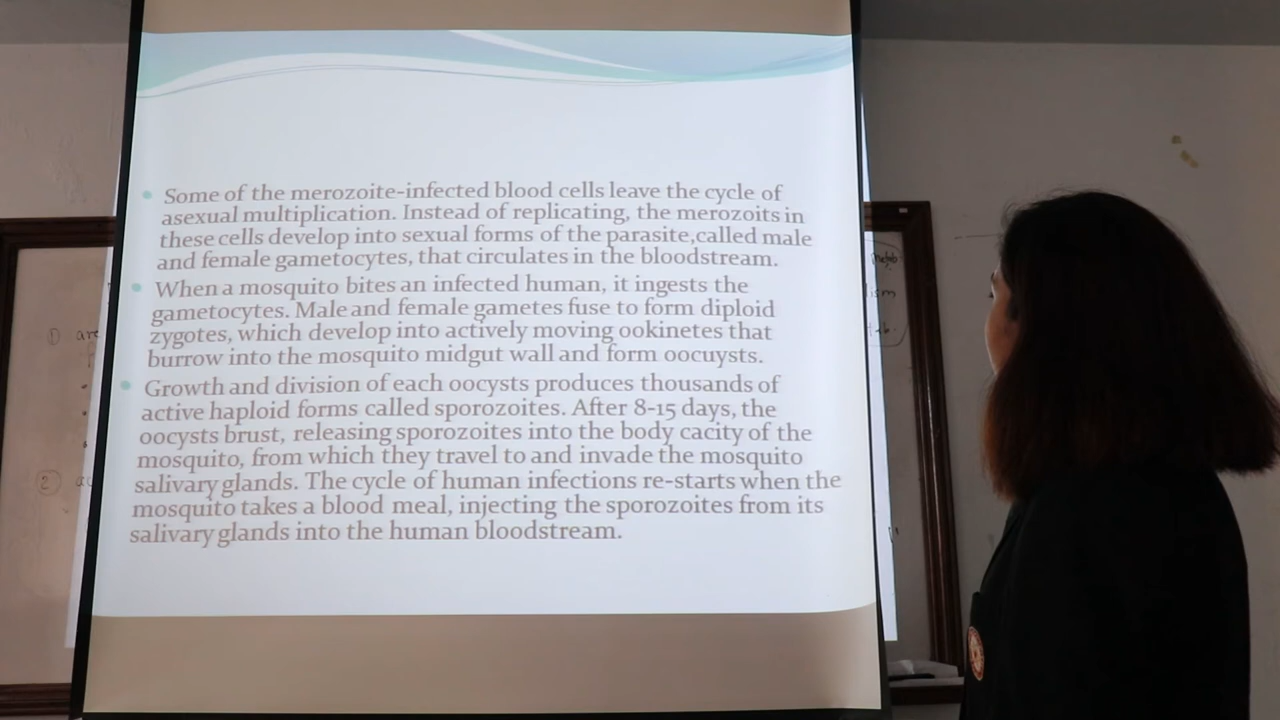 Some of the merozoite-infected blood cells leave the cycle of
asexual multiplication. Instead of replicating, the merozoits in
these cells develop into sexual forms of the parasite,called male
and female gametocytes, that circulates in the bloodstream.
When a mosquito bites an infected human, it ingests the
gametocytes. Male and female gametes fuse to form diploid
zygotes, which develop into actively moving ookinetes that
burrow into the mosquito midgut wall and form oocuysts.
Growth and division of each oocysts produces thousands of
active haploid forms called sporozoites. After 8-15 days, the
oocysts brust, releasing sporozoites into the body cacity of the
mosquito, from which they travel to and invade the mosquito
salivary glands. The cycle of human infections re-starts when the
mosquito takes a blood meal, injecting the sporozoites from its
salivary glands into the human bloodstream.
1) are
2)